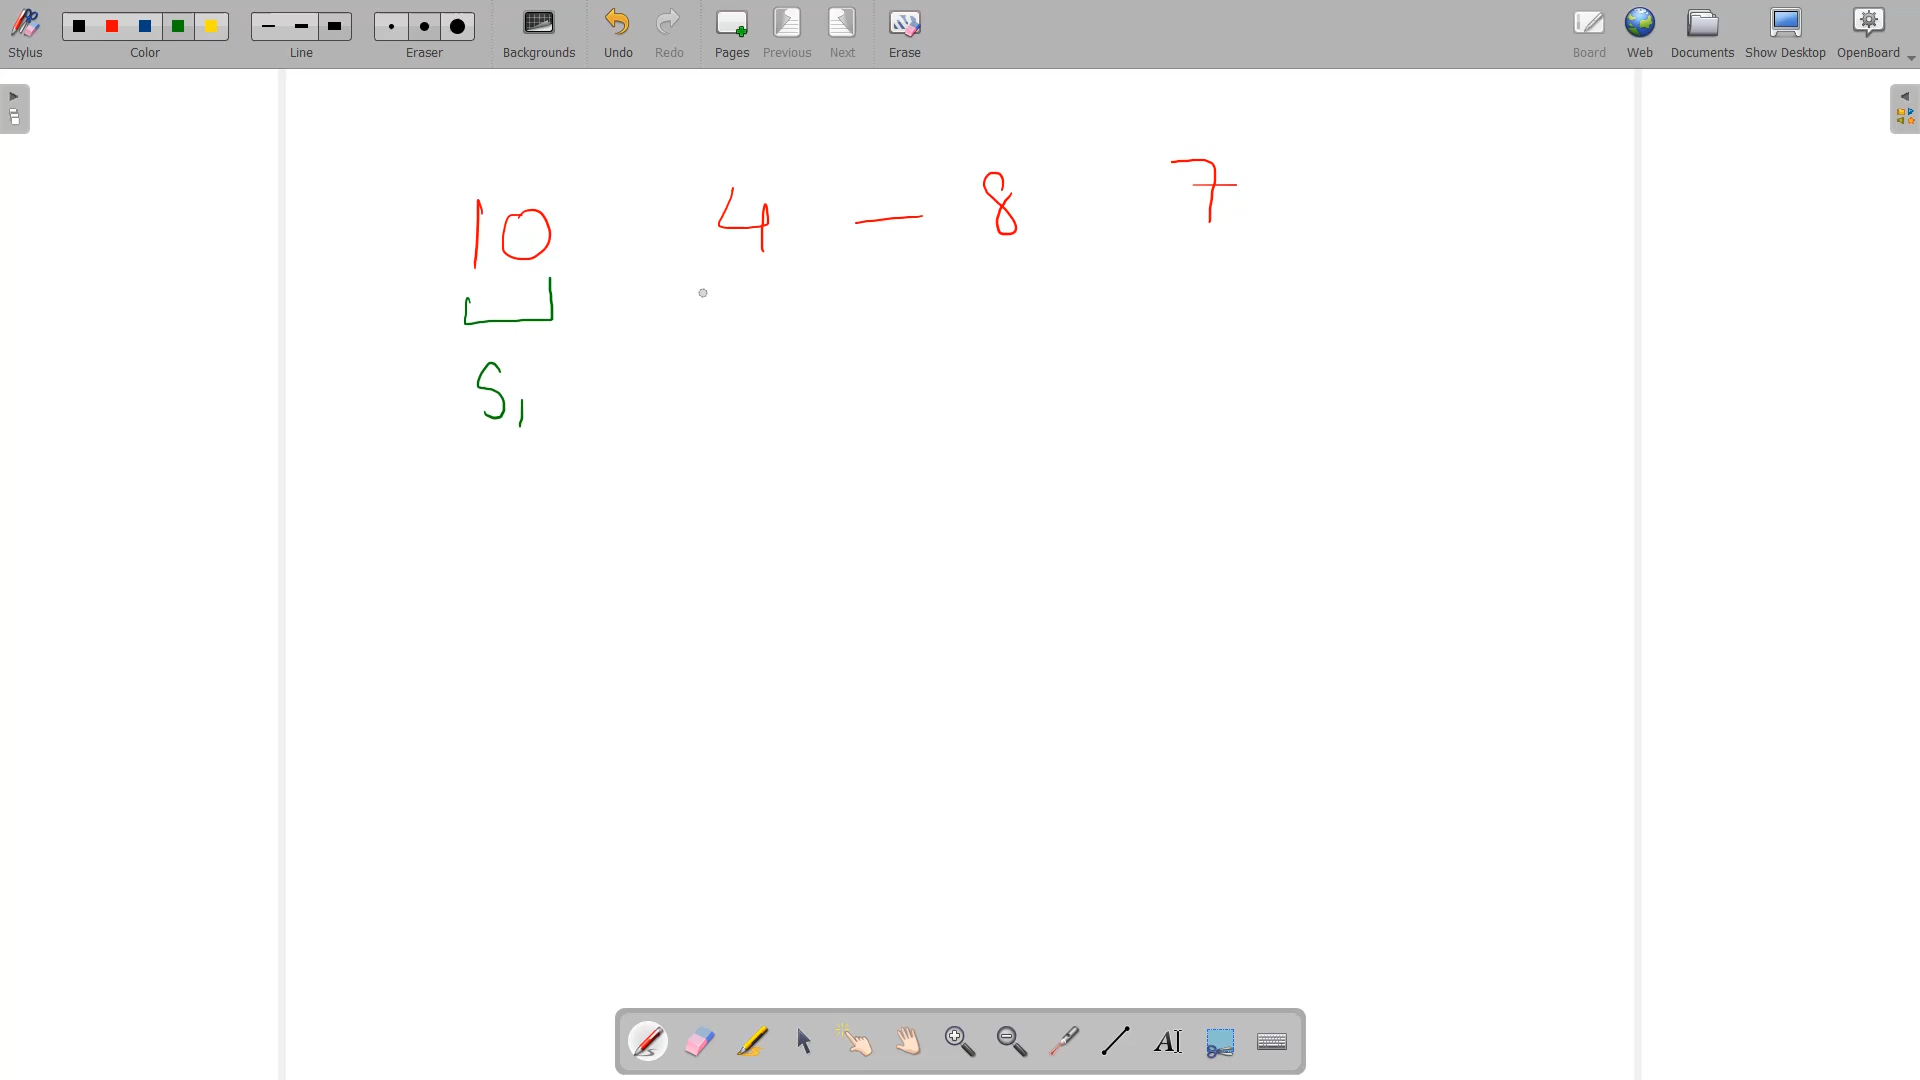 Stylus Color Line Eraser Backgrounds Undo Redo Pages Previous Next Erase Board Web Documents Show Desktop OpenBoard
10 4 — 8 7
S1
A